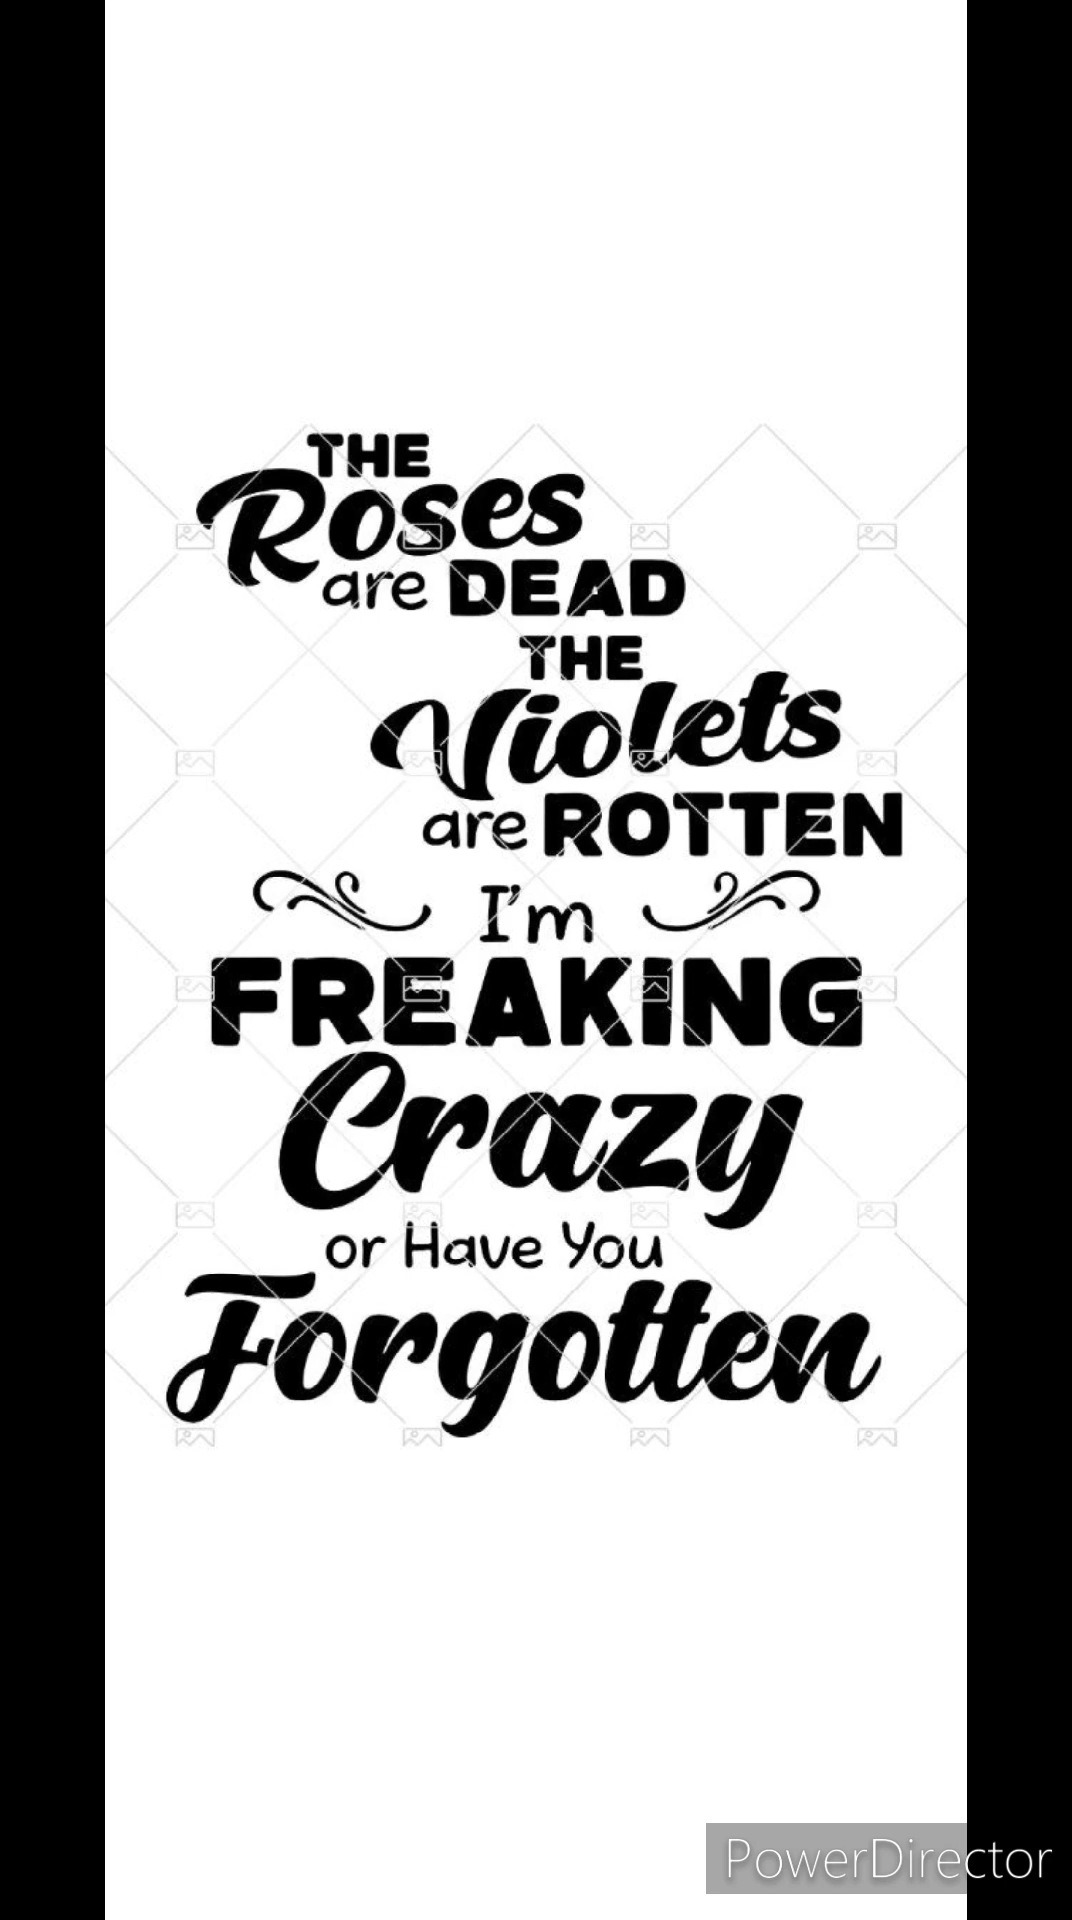 THE
Roses
are DEAD
THE
Violets
are ROTTEN
I'm
FREAKING
Crazy
or Have You
Forgotten
PowerDirector